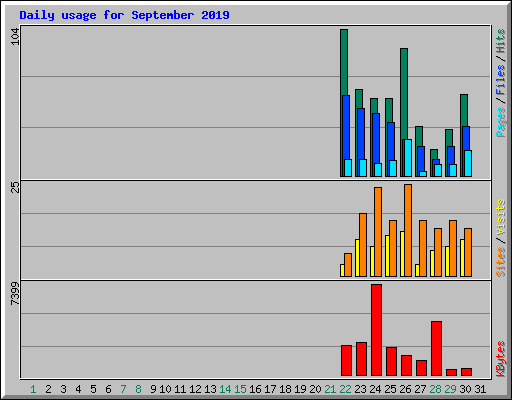 Daily usage for September 2019
104
Pages / Files / Hits
25
Sites / Visits
7399
KBytes
1 2 3 4 5 6 7 8 9 10 11 12 13 14 15 16 17 18 19 20 21 22 23 24 25 26 27 28 29 30 31